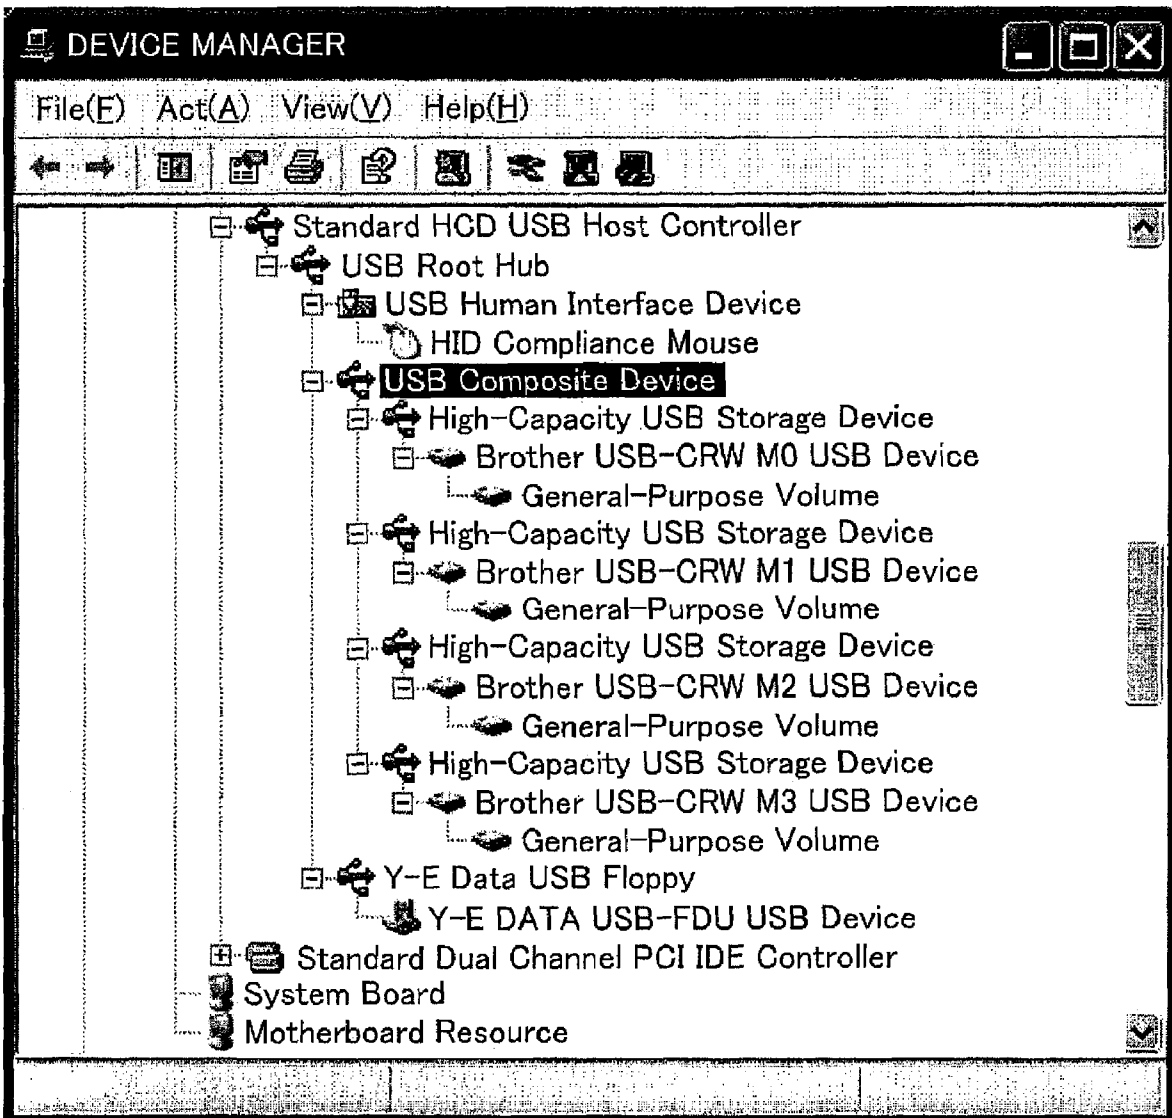 DEVICE MANAGER
File(F) Act(A) View(V) Help(H)
Standard HCD USB Host Controller
USB Root Hub
USB Human Interface Device
HID Compliance Mouse
USB Composite Device
High-Capacity USB Storage Device
Brother USB-CRW M0 USB Device
General-Purpose Volume
High-Capacity USB Storage Device
Brother USB-CRW M1 USB Device
General-Purpose Volume
High-Capacity USB Storage Device
Brother USB-CRW M2 USB Device
General-Purpose Volume
High-Capacity USB Storage Device
Brother USB-CRW M3 USB Device
General-Purpose Volume
Y-E Data USB Floppy
Y-E DATA USB-FDU USB Device
Standard Dual Channel PCI IDE Controller
System Board
Motherboard Resource